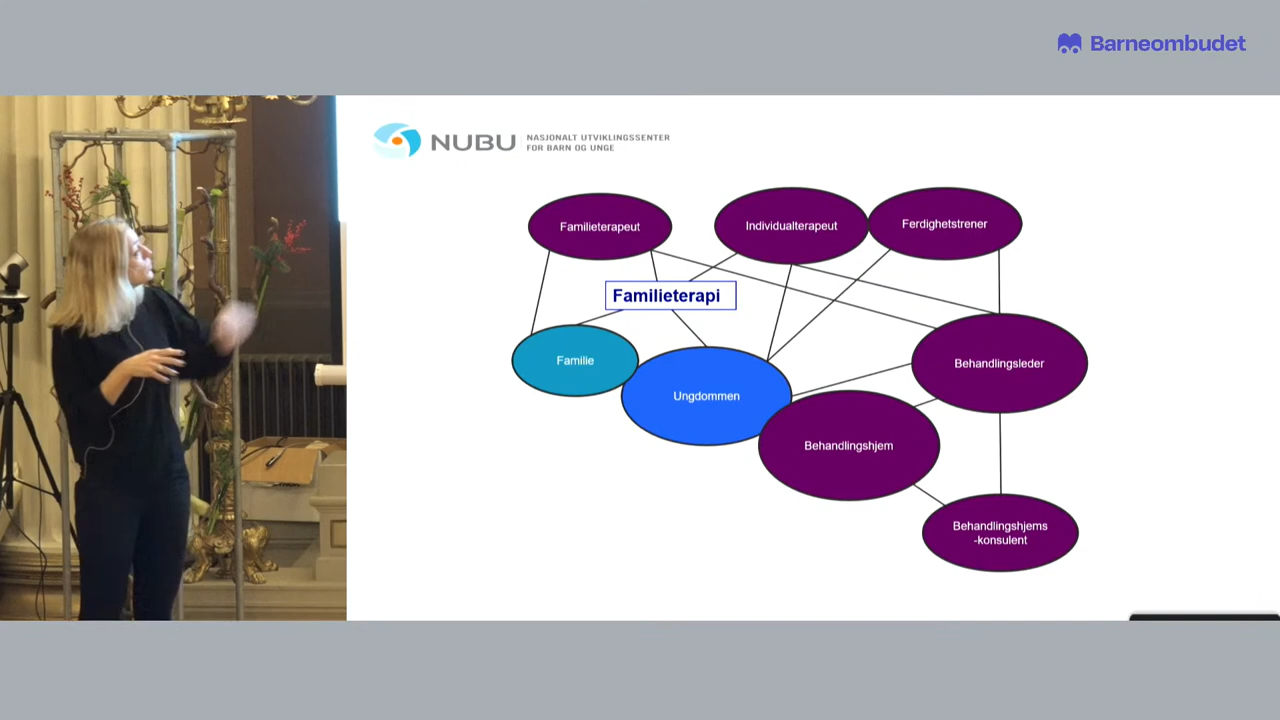 Barneombudet
NUBU
NASJONALT UTVIKLINGSSENTER
FOR BARN OG UNGE
Familieterapeut
Individualterapeut
Ferdighetstrener
Familieterapi
Familie
Ungdommen
Behandlingsleder
Behandlingshjem
Behandlingshjems
-konsulent